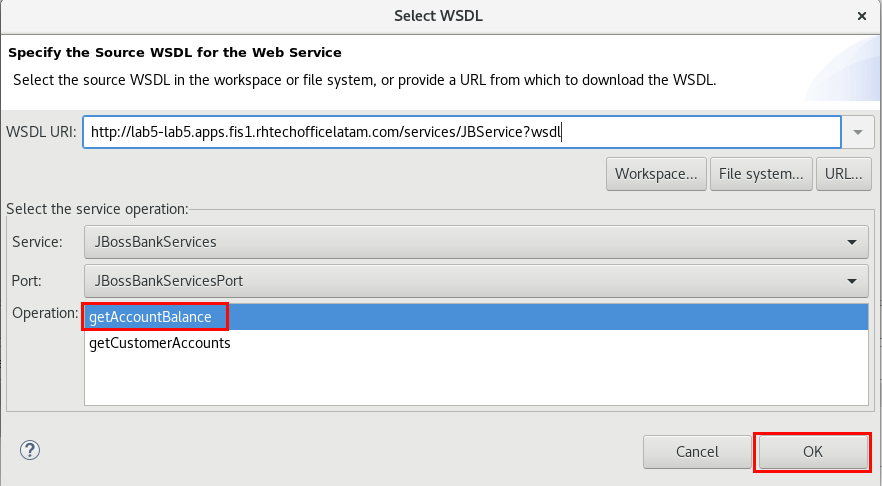 Select WSDL
Specify the Source WSDL for the Web Service
Select the source WSDL in the workspace or file system, or provide a URL from which to download the WSDL.
WSDL URI: http://lab5-lab5.apps.fis1.rhtechofficelatam.com/services/JBService?wsdl
Workspace... File system... URL...
Select the service operation:
Service: JBossBankServices
Port: JBossBankServicesPort
Operation: getAccountBalance
getCustomerAccounts
Cancel OK